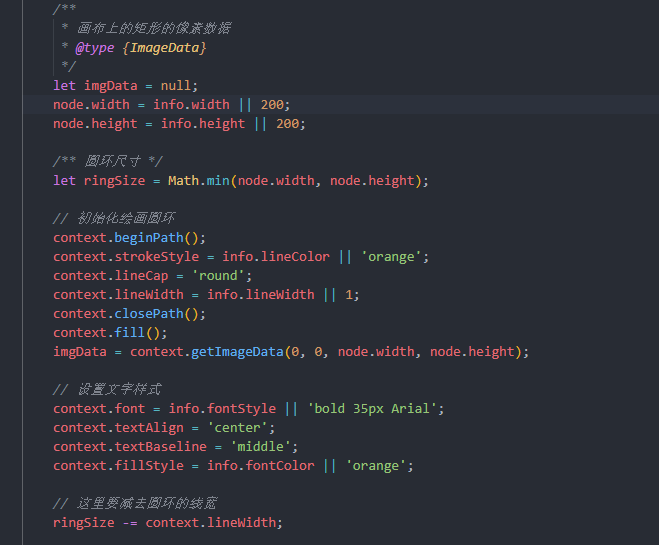 /**
* 画布上的矩形的像素数据
* @type {ImageData}
*/
let imgData = null;
node.width = info.width || 200;
node.height = info.height || 200;
/** 圆环尺寸 */
let ringSize = Math.min(node.width, node.height);
// 初始化绘画圆环
context.beginPath();
context.strokeStyle = info.lineColor || 'orange';
context.lineCap = 'round';
context.lineWidth = info.lineWidth || 1;
context.closePath();
context.fill();
imgData = context.getImageData(0, 0, node.width, node.height);
// 设置文字样式
context.font = info.fontStyle || 'bold 35px Arial';
context.textAlign = 'center';
context.textBaseline = 'middle';
context.fillStyle = info.fontColor || 'orange';
// 这里要减去圆环的线宽
ringSize -= context.lineWidth;